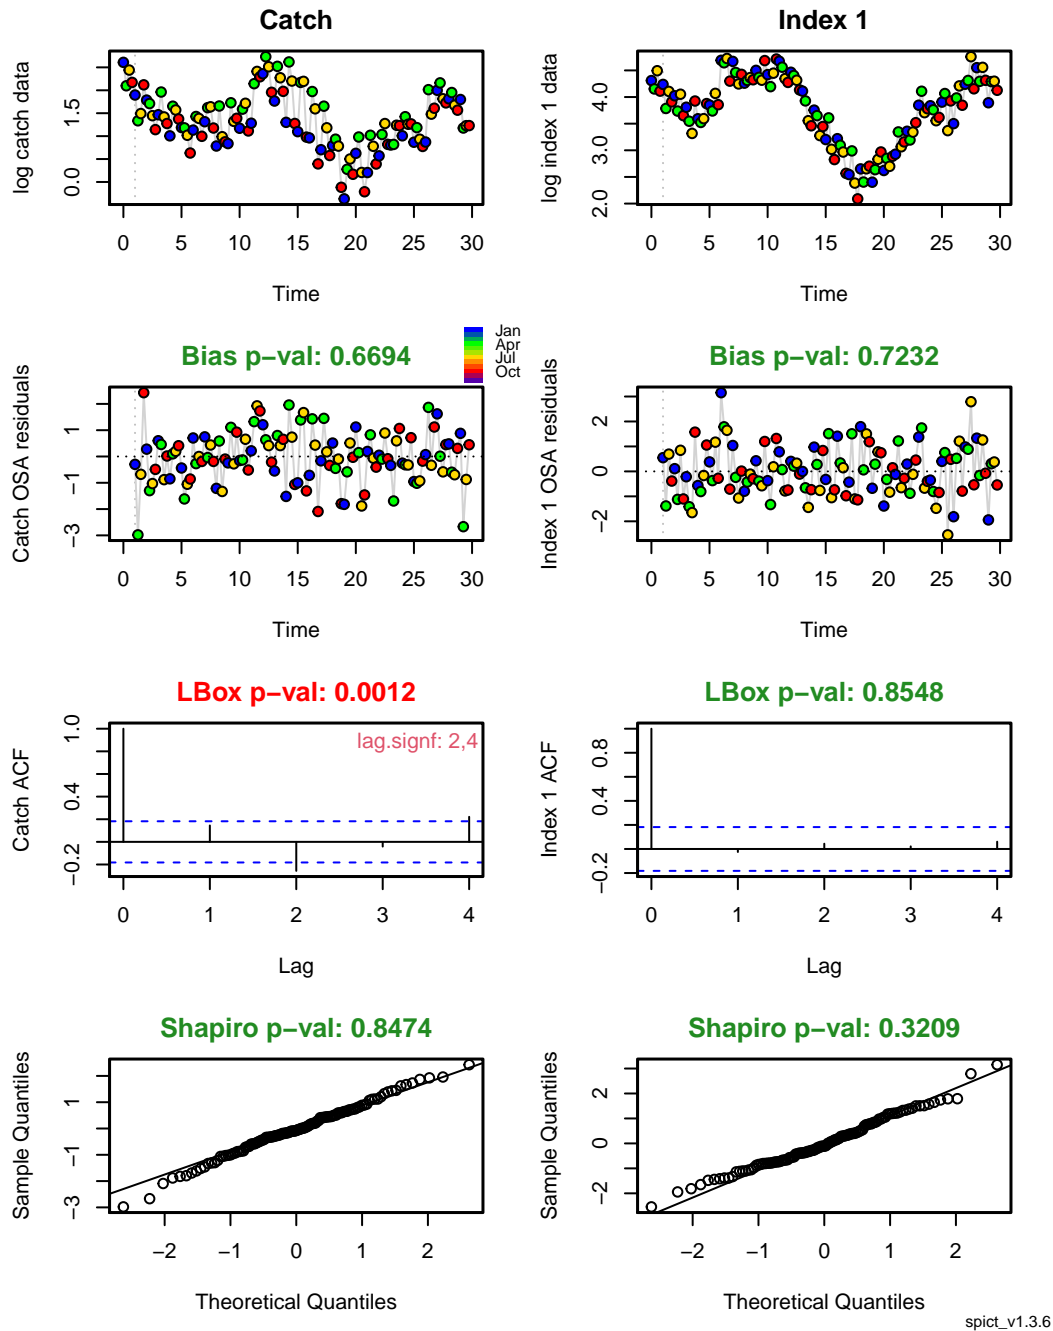 Catch
Index 1
log catch data
0.0 1.5
0 5 10 15 20 25 30
Time
log index 1 data
2.0 3.0 4.0
0 5 10 15 20 25 30
Time
Jan
Apr
Jul
Oct
Bias p−val: 0.6694
Catch OSA residuals
−3 −1 1
0 5 10 15 20 25 30
Time
Bias p−val: 0.7232
Index 1 OSA residuals
−2 0 2
0 5 10 15 20 25 30
Time
LBox p−val: 0.0012
Catch ACF
−0.2 0.4 1.0
lag.signf: 2,4
0 1 2 3 4
Lag
LBox p−val: 0.8548
Index 1 ACF
−0.2 0.4 0.8
0 1 2 3 4
Lag
Shapiro p−val: 0.8474
Sample Quantiles
−3 −1 1
−2 −1 0 1 2
Theoretical Quantiles
Shapiro p−val: 0.3209
Sample Quantiles
−2 0 2
−2 −1 0 1 2
Theoretical Quantiles
spict_v1.3.6